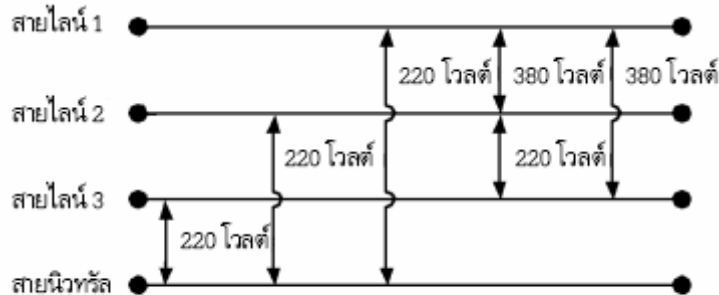 สายไลน์ 1
220 โวลต์ 380 โวลต์ 380 โวลต์
สายไลน์ 2
220 โวลต์ 220 โวลต์
สายไลน์ 3
220 โวลต์
สายนิวทรัล